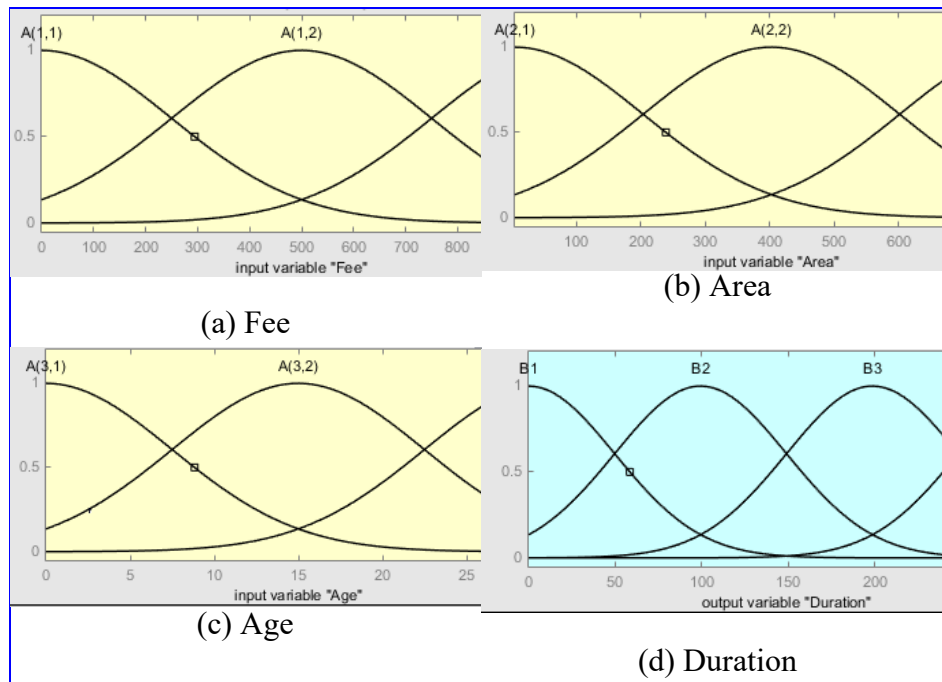 A(1,1) A(1,2)
1
0.5
0
0 100 200 300 400 500 600 700 800
input variable "Fee"
(a) Fee
A(2,1) A(2,2)
1
0.5
0
100 200 300 400 500 600
input variable "Area"
(b) Area
A(3,1) A(3,2)
1
0.5
0
0 5 10 15 20 25
input variable "Age"
(c) Age
B1 B2 B3
1
0.5
0
0 50 100 150 200
output variable "Duration"
(d) Duration